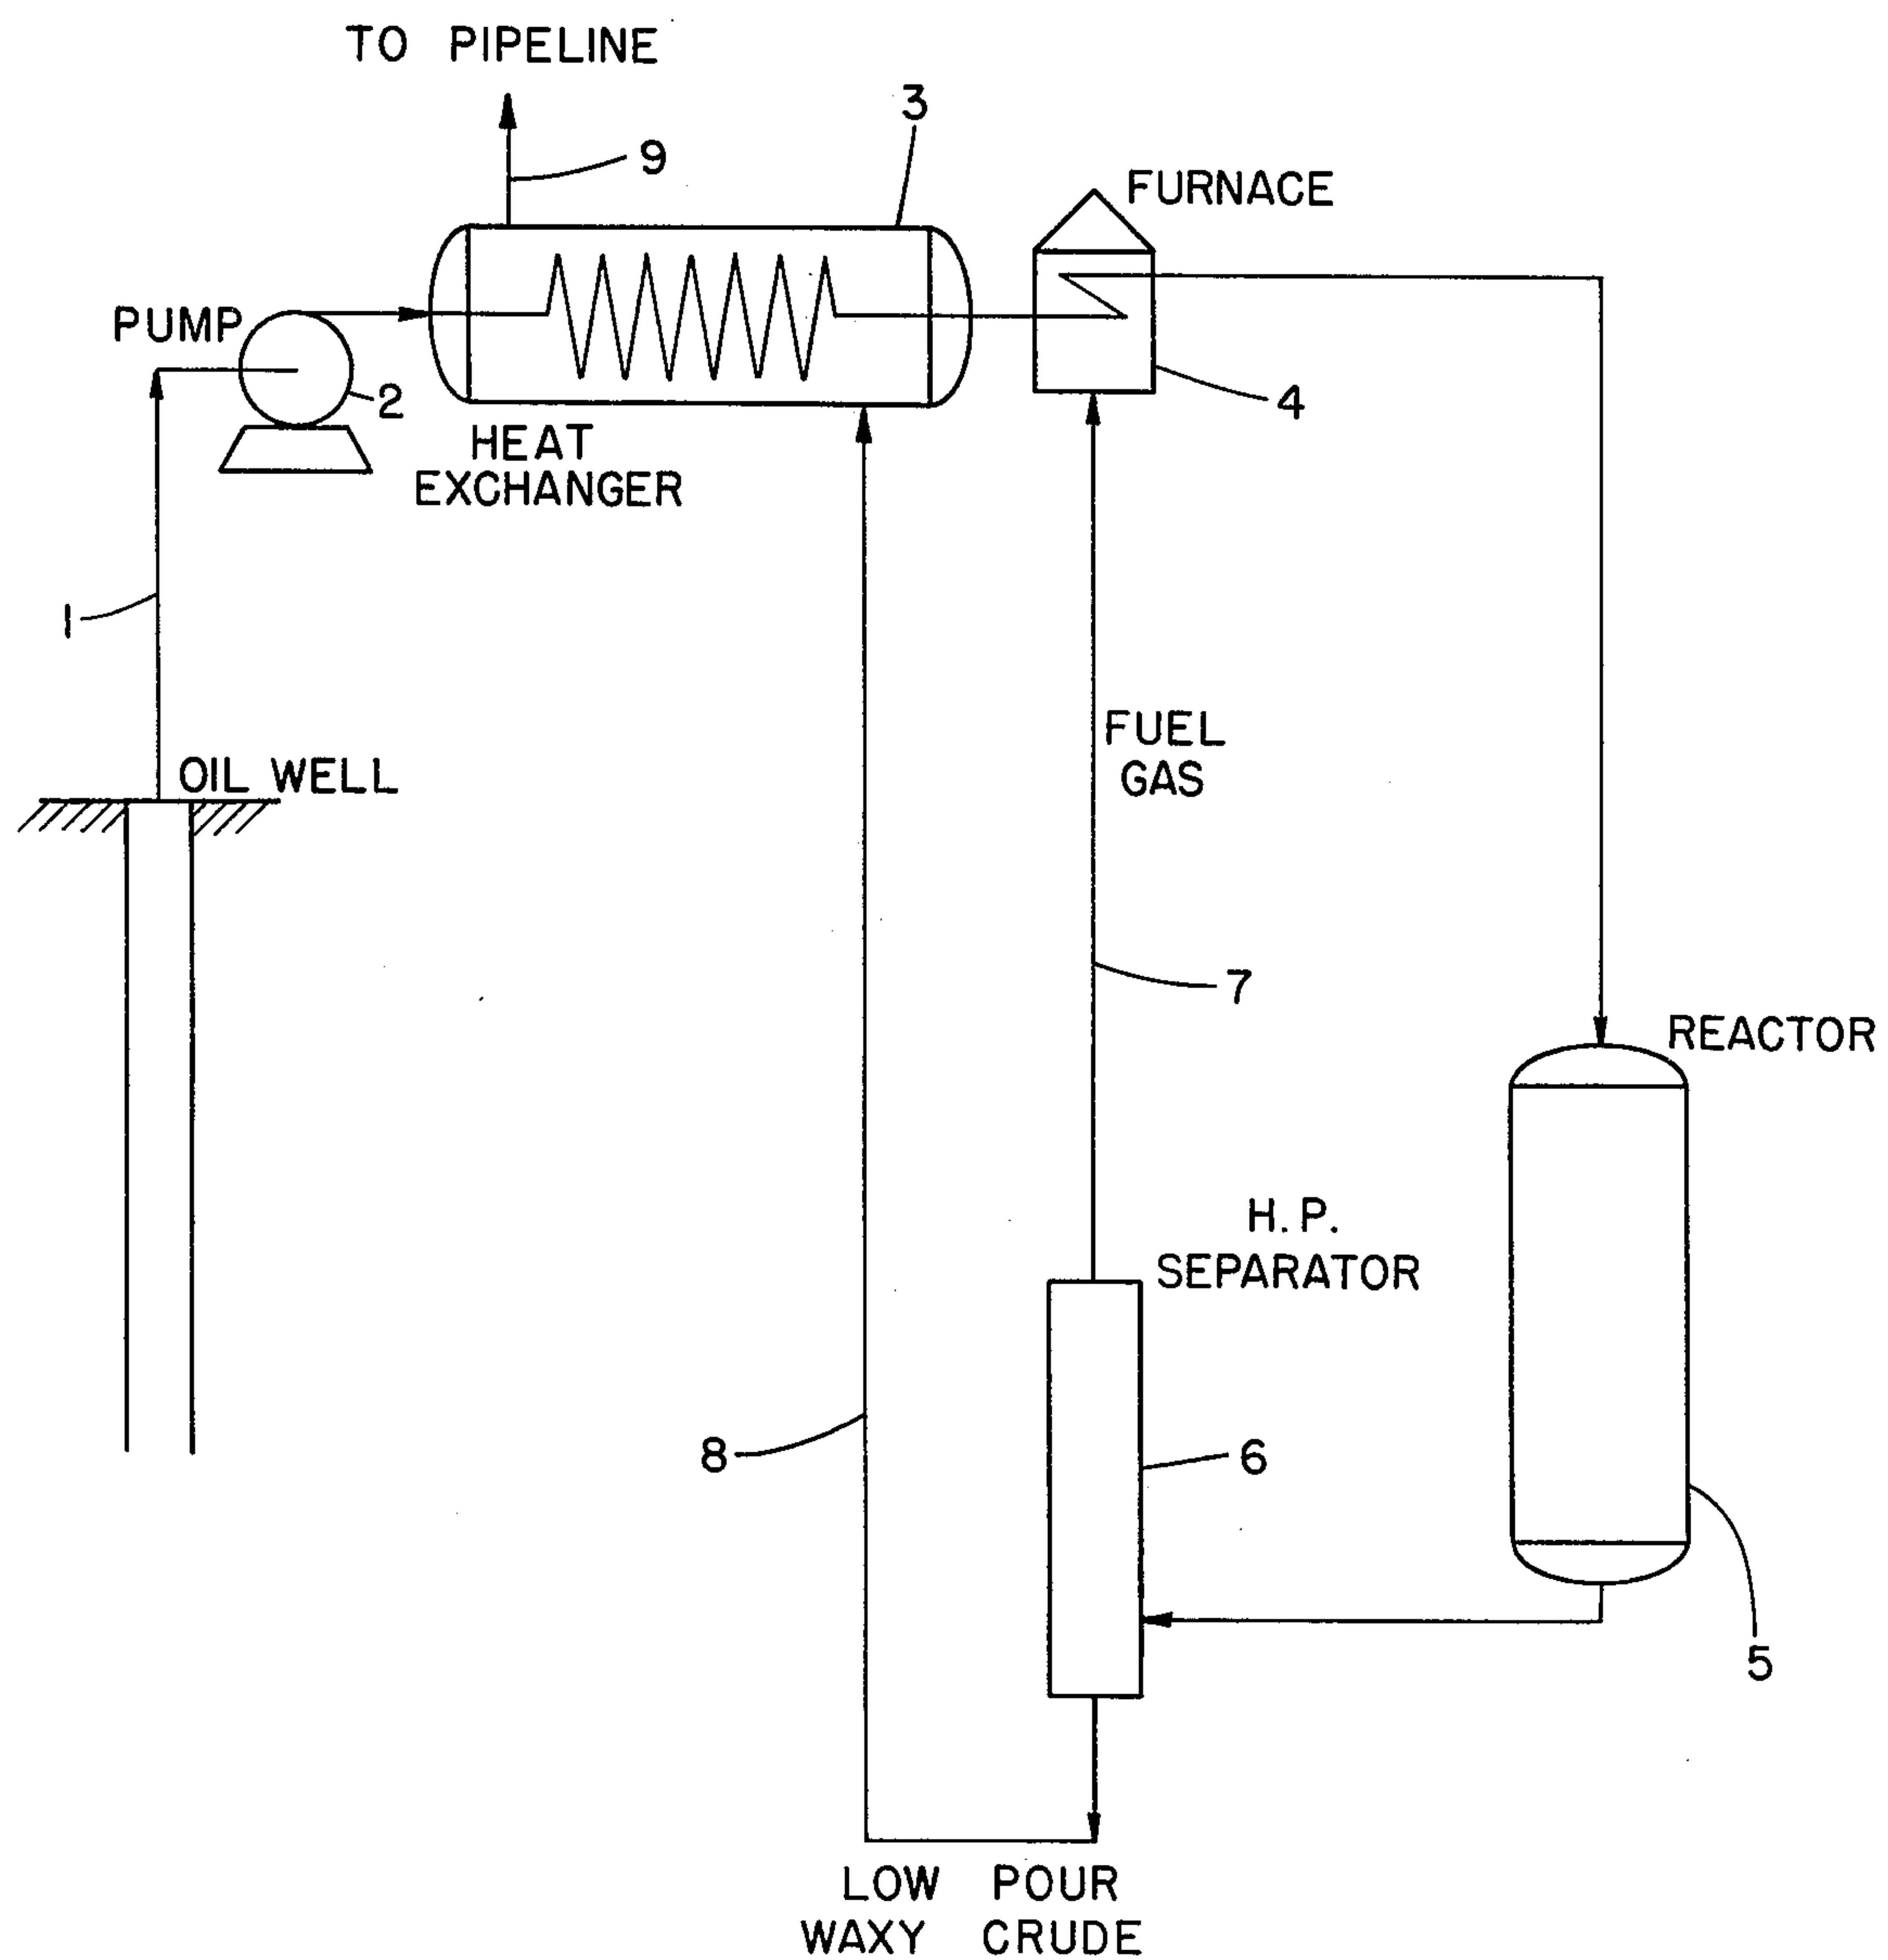 TO PIPELINE
3
9
FURNACE
PUMP
2
4
HEAT
EXCHANGER
1
FUEL
GAS
OIL WELL
7
REACTOR
H. P.
SEPARATOR
8
6
5
LOW POUR
WAXY CRUDE